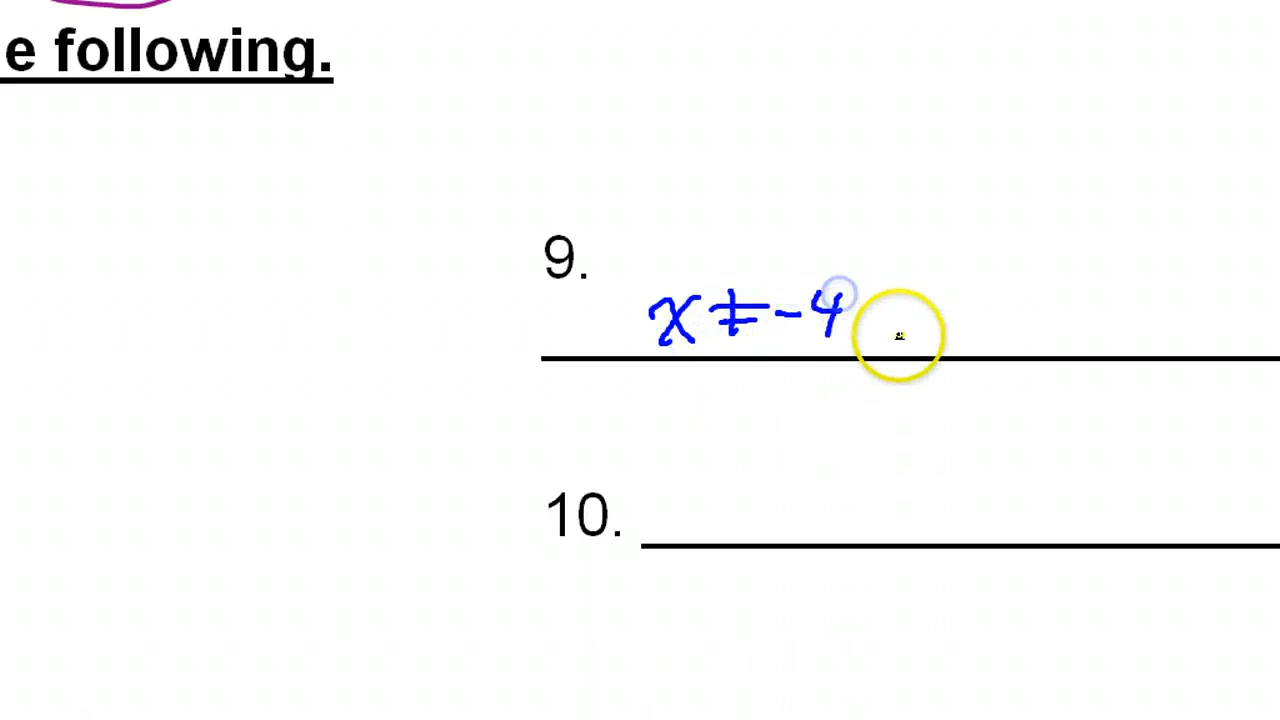 e following.
9.
x ≠ -4
10.